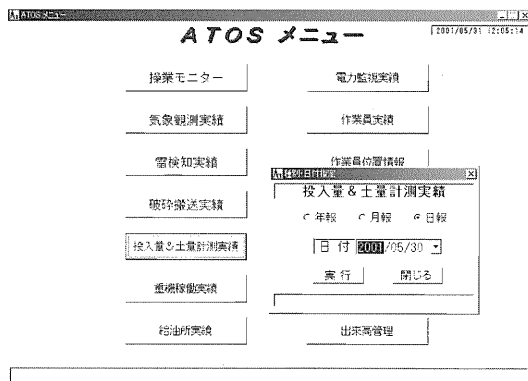 ATOS メニュー
ATOS メニュー
2001/05/31 12:05:14
操業モニター
電力監視実績
気象観測実績
作業員実績
雷検知実績
作業員位置情報
破砕搬送実績
投入量&土量計測実績
重機稼働実績
給油所実績
出来高管理
種別・日付指定
投入量&土量計測実績
年報
月報
日報
日付 2001/05/30
実行
閉じる